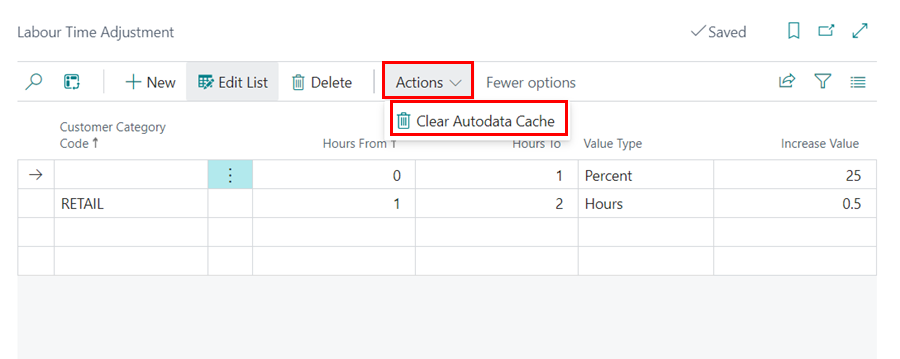 Labour Time Adjustment
Saved
New
Edit List
Delete
Actions
Fewer options
Clear Autodata Cache
Customer Category
Code ↑
Hours From ↑
Hours To
Value Type
Increase Value
0
1
Percent
25
RETAIL
1
2
Hours
0.5